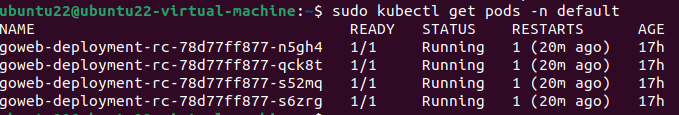 ubuntu22@ubuntu22-virtual-machine:~$ sudo kubectl get pods -n default
NAME READY STATUS RESTARTS AGE
goweb-deployment-rc-78d77ff877-n5gh4 1/1 Running 1 (20m ago) 17h
goweb-deployment-rc-78d77ff877-qck8t 1/1 Running 1 (20m ago) 17h
goweb-deployment-rc-78d77ff877-s52mq 1/1 Running 1 (20m ago) 17h
goweb-deployment-rc-78d77ff877-s6zrg 1/1 Running 1 (20m ago) 17h